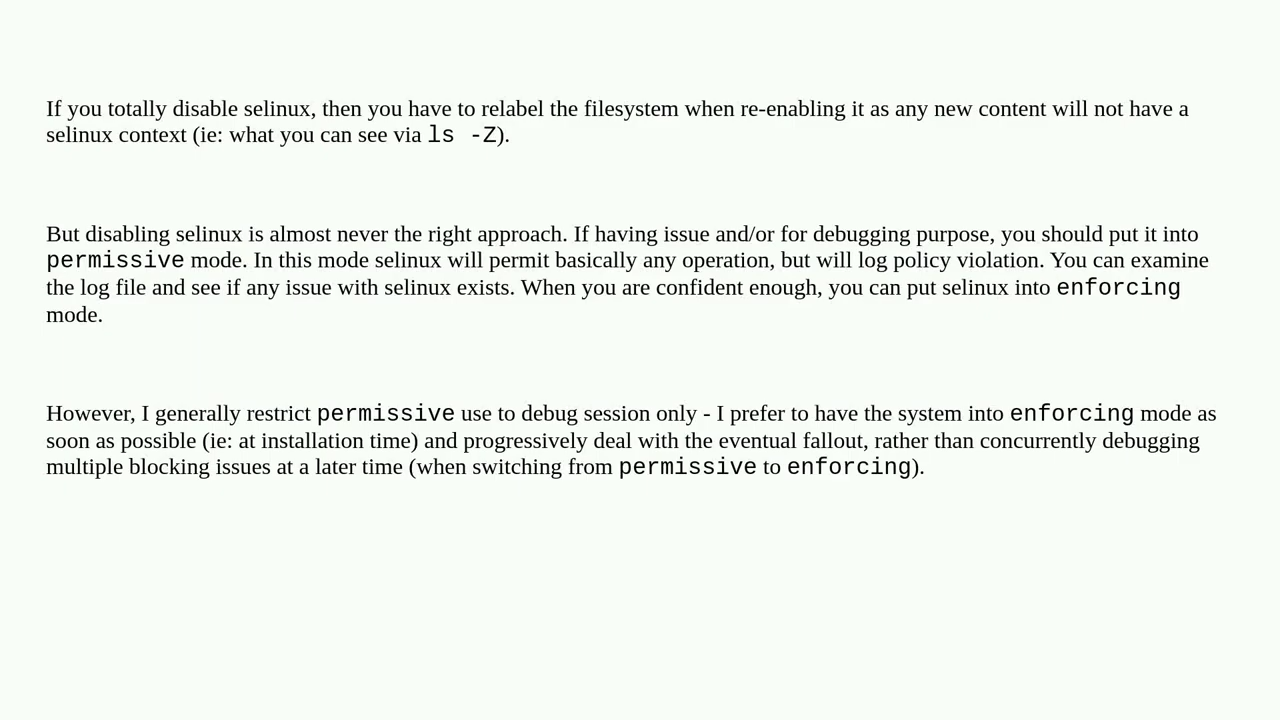 If you totally disable selinux, then you have to relabel the filesystem when re-enabling it as any new content will not have a
selinux context (ie: what you can see via ls -Z).
But disabling selinux is almost never the right approach. If having issue and/or for debugging purpose, you should put it into
permissive mode. In this mode selinux will permit basically any operation, but will log policy violation. You can examine
the log file and see if any issue with selinux exists. When you are confident enough, you can put selinux into enforcing
mode.
However, I generally restrict permissive use to debug session only - I prefer to have the system into enforcing mode as
soon as possible (ie: at installation time) and progressively deal with the eventual fallout, rather than concurrently debugging
multiple blocking issues at a later time (when switching from permissive to enforcing).